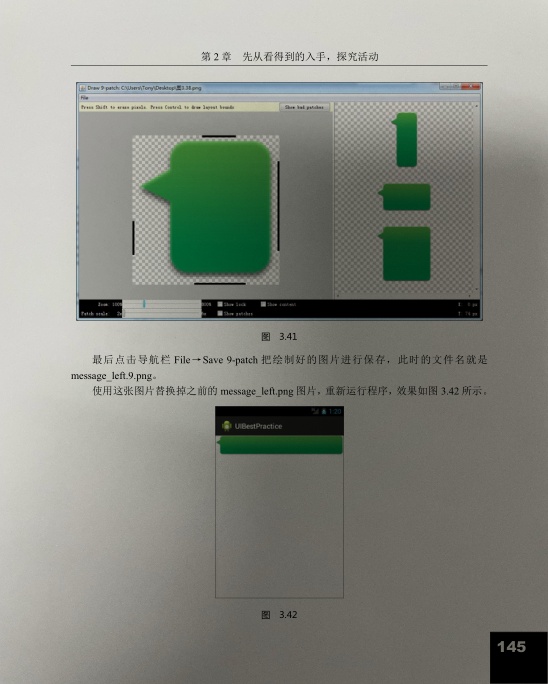 第 2 章 先从看得到的入手，探究活动
Draw 9-patch: C:\Users\Tony\Desktop\图3.38.png
File
Press Shift to erase pixels. Press Control to draw layout bounds
Show bad patches
Zoom: 100%
800%
Show lock
Show content
Patch scale: 2x
6x
Show patches
图 3.41
最后点击导航栏 File→Save 9-patch 把绘制好的图片进行保存，此时的文件名就是
message_left.9.png。
使用这张图片替换掉之前的 message_left.png 图片，重新运行程序，效果如图 3.42 所示。
1:20
UIBestPractice
图 3.42
145